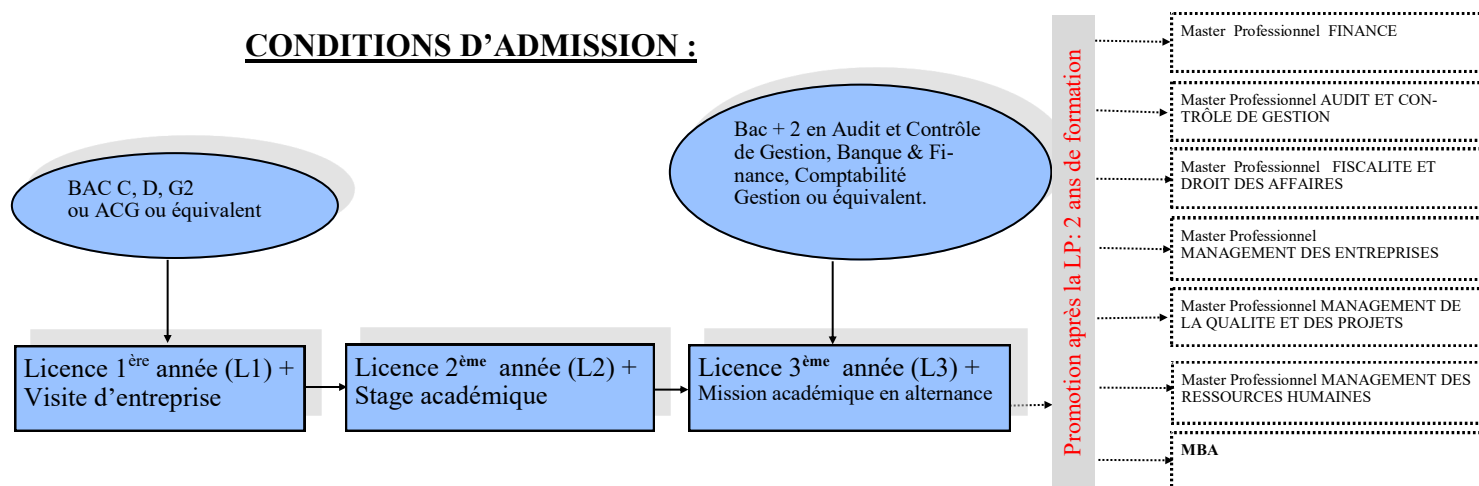 CONDITIONS D’ADMISSION :
BAC C, D, G2
ou ACG ou équivalent
Bac + 2 en Audit et Contrôle
de Gestion, Banque & Fi-
nance, Comptabilité
Gestion ou équivalent.
Licence 1ère année (L1) +
Visite d’entreprise
Licence 2ème année (L2) +
Stage académique
Licence 3ème année (L3) +
Mission académique en alternance
Promotion après la LP: 2 ans de formation
Master Professionnel FINANCE
Master Professionnel AUDIT ET CON-
TRÔLE DE GESTION
Master Professionnel FISCALITE ET
DROIT DES AFFAIRES
Master Professionnel
MANAGEMENT DES ENTREPRISES
Master Professionnel MANAGEMENT DE
LA QUALITE ET DES PROJETS
Master Professionnel MANAGEMENT DES
RESSOURCES HUMAINES
MBA